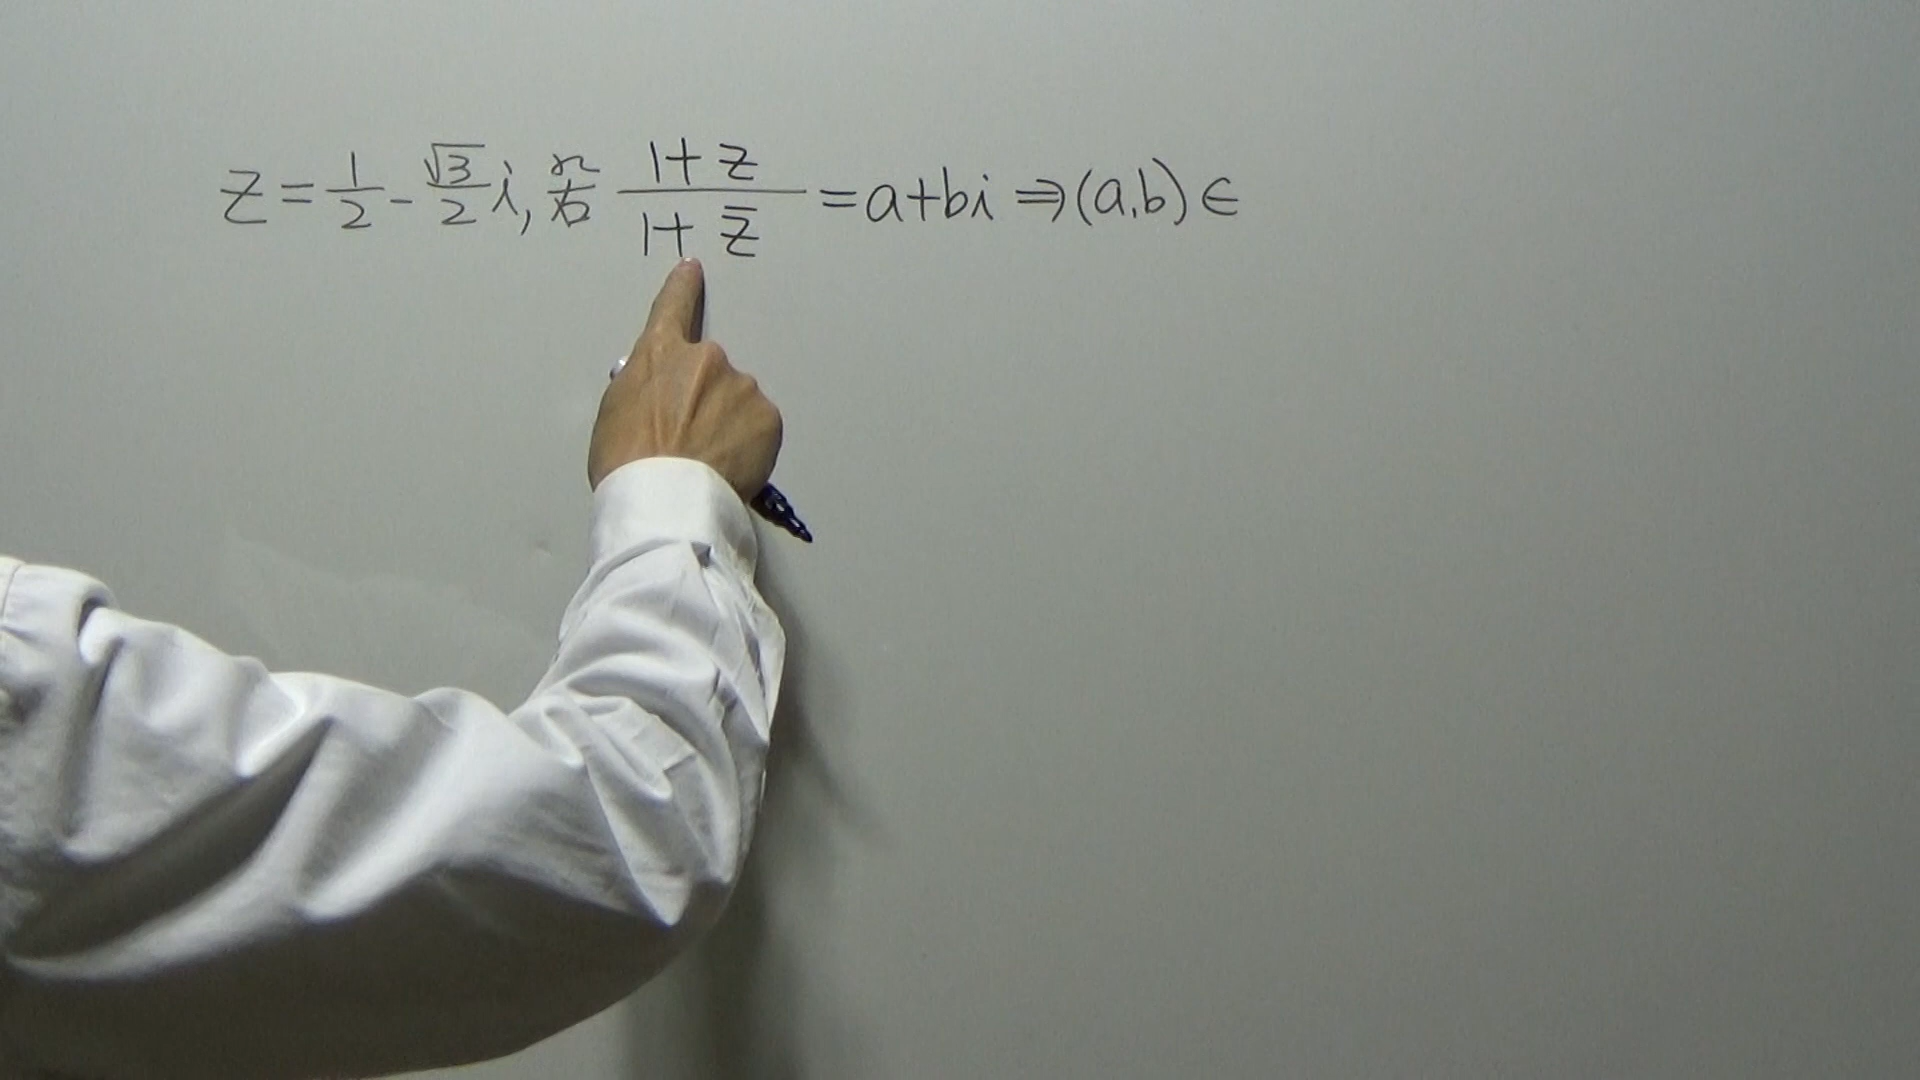 z = 1/2 - √3/2 i, 若 (1+z)/(1+z̄) = a+bi ⇒ (a,b) ∈